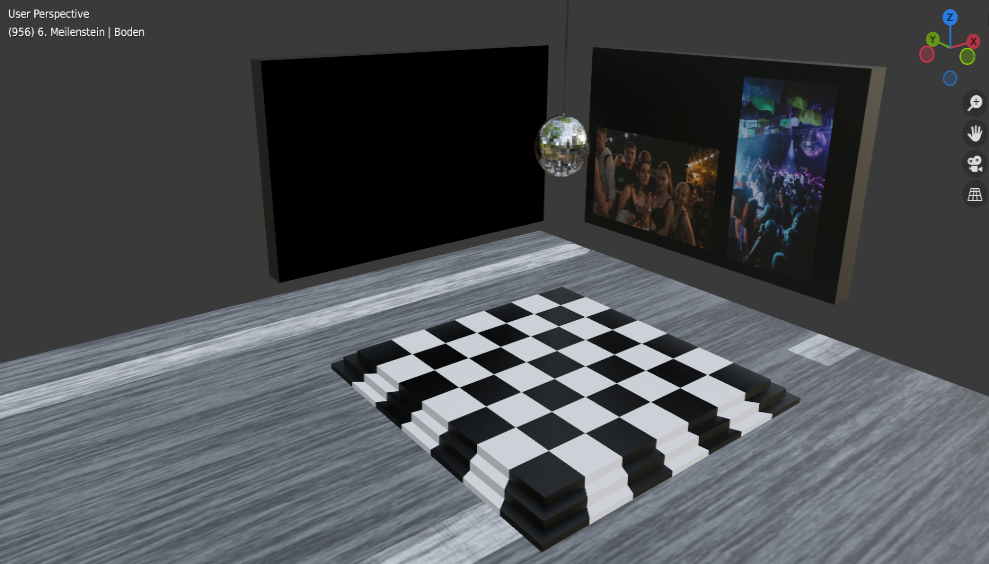 User Perspective
(956) 6. Meilenstein | Boden
Z
Y
X